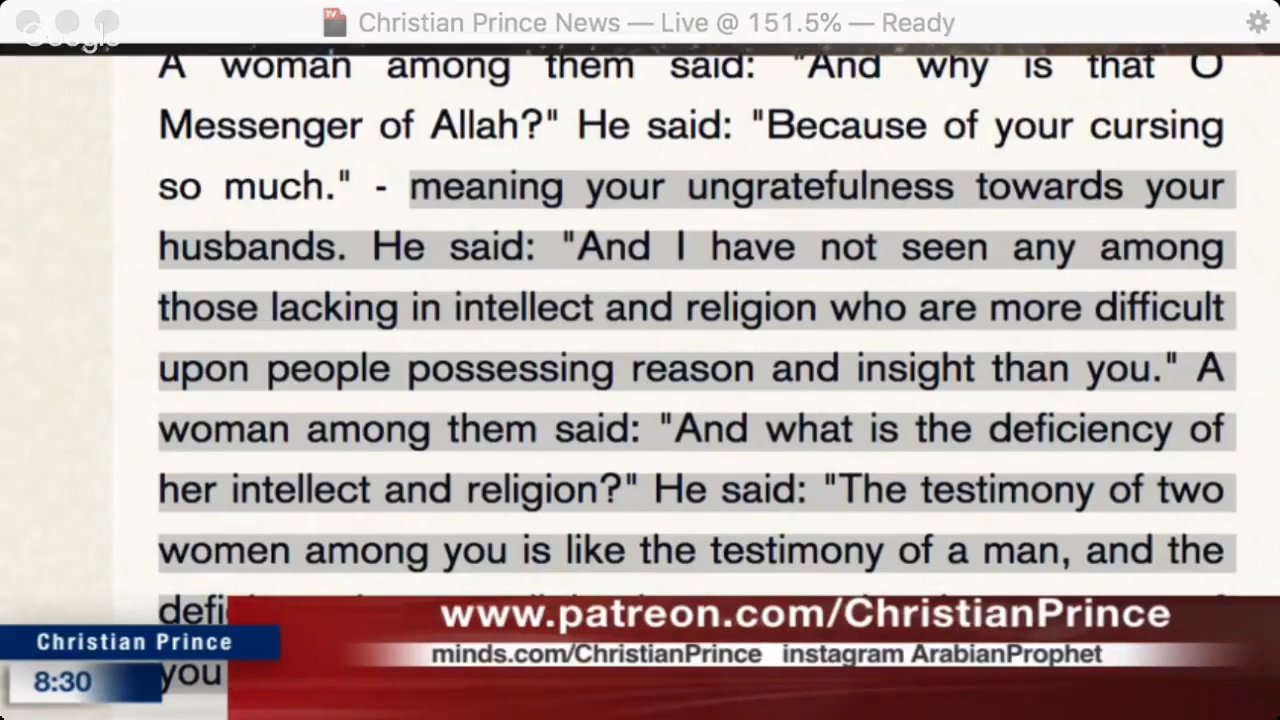 Google
Christian Prince News — Live @ 151.5% — Ready
A woman among them said: "And why is that O
Messenger of Allah?" He said: "Because of your cursing
so much." - meaning your ungratefulness towards your
husbands. He said: "And I have not seen any among
those lacking in intellect and religion who are more difficult
upon people possessing reason and insight than you." A
woman among them said: "And what is the deficiency of
her intellect and religion?" He said: "The testimony of two
women among you is like the testimony of a man, and the
you
www.patreon.com/ChristianPrince
minds.com/ChristianPrince instagram ArabianProphet
Christian Prince
8:30